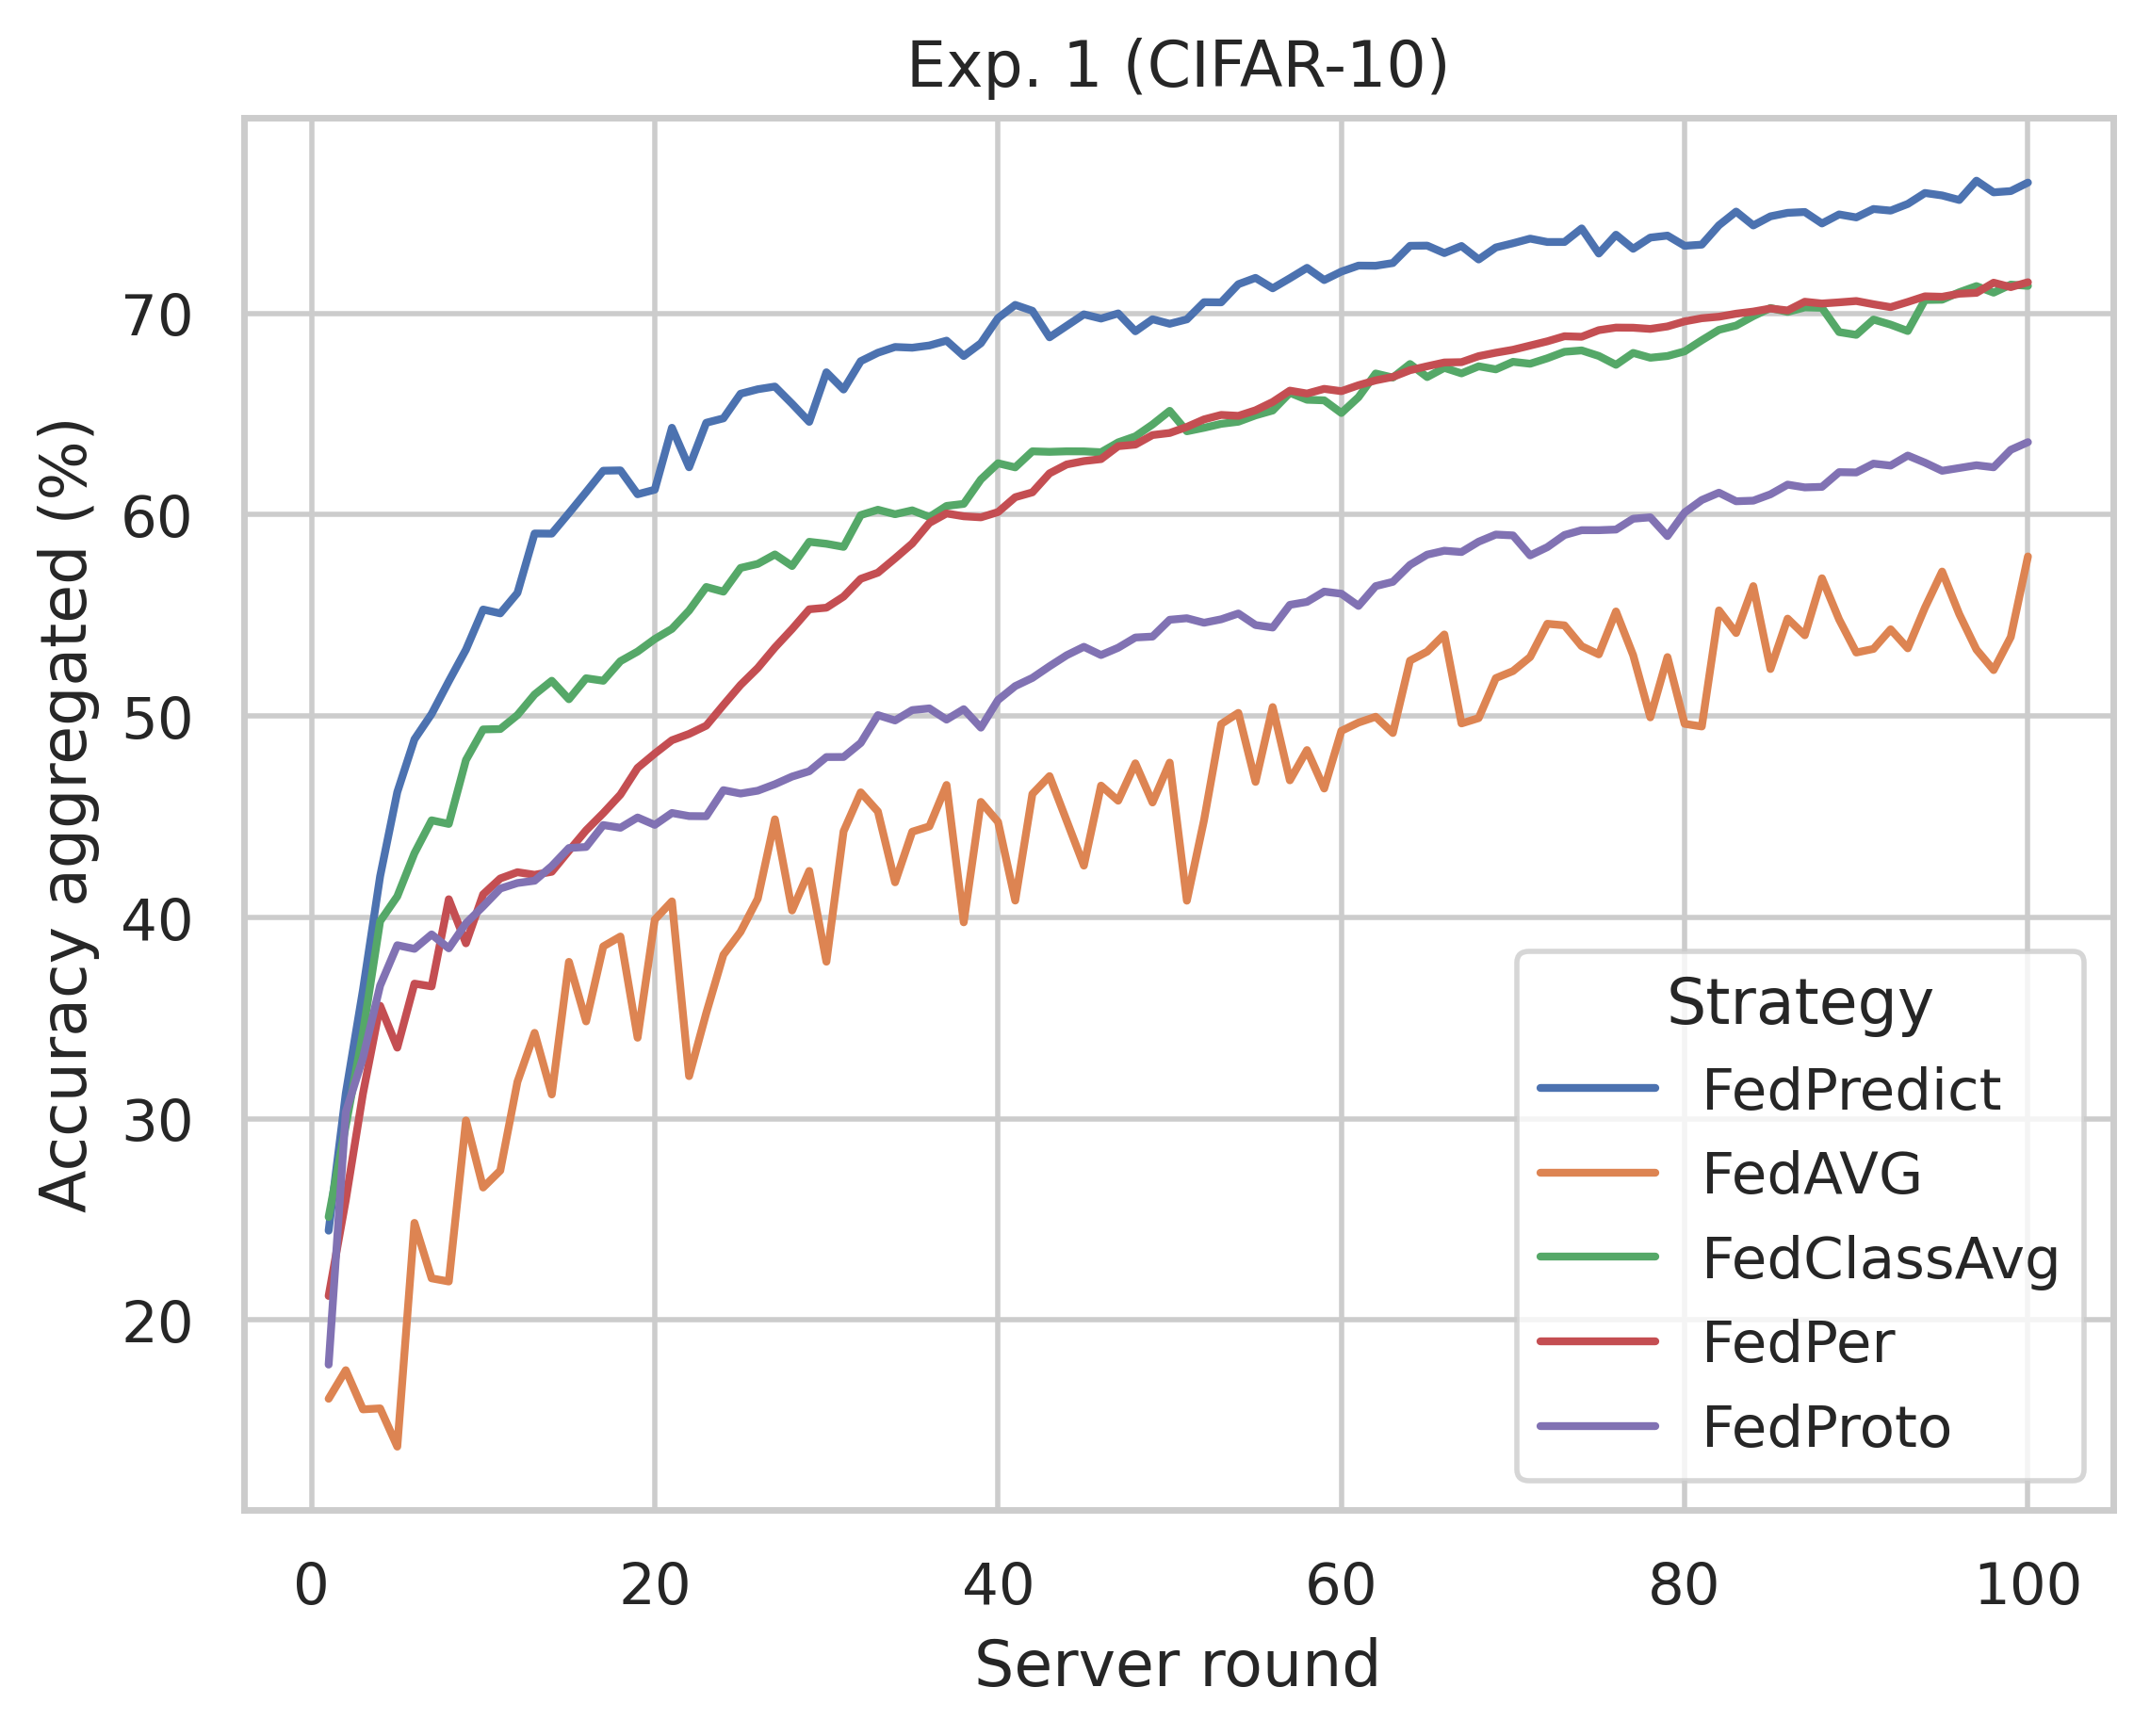 Exp. 1 (CIFAR-10)
Accuracy aggregated (%)
70
60
50
40
30
20
0 20 40 60 80 100
Server round
Strategy
FedPredict
FedAVG
FedClassAvg
FedPer
FedProto